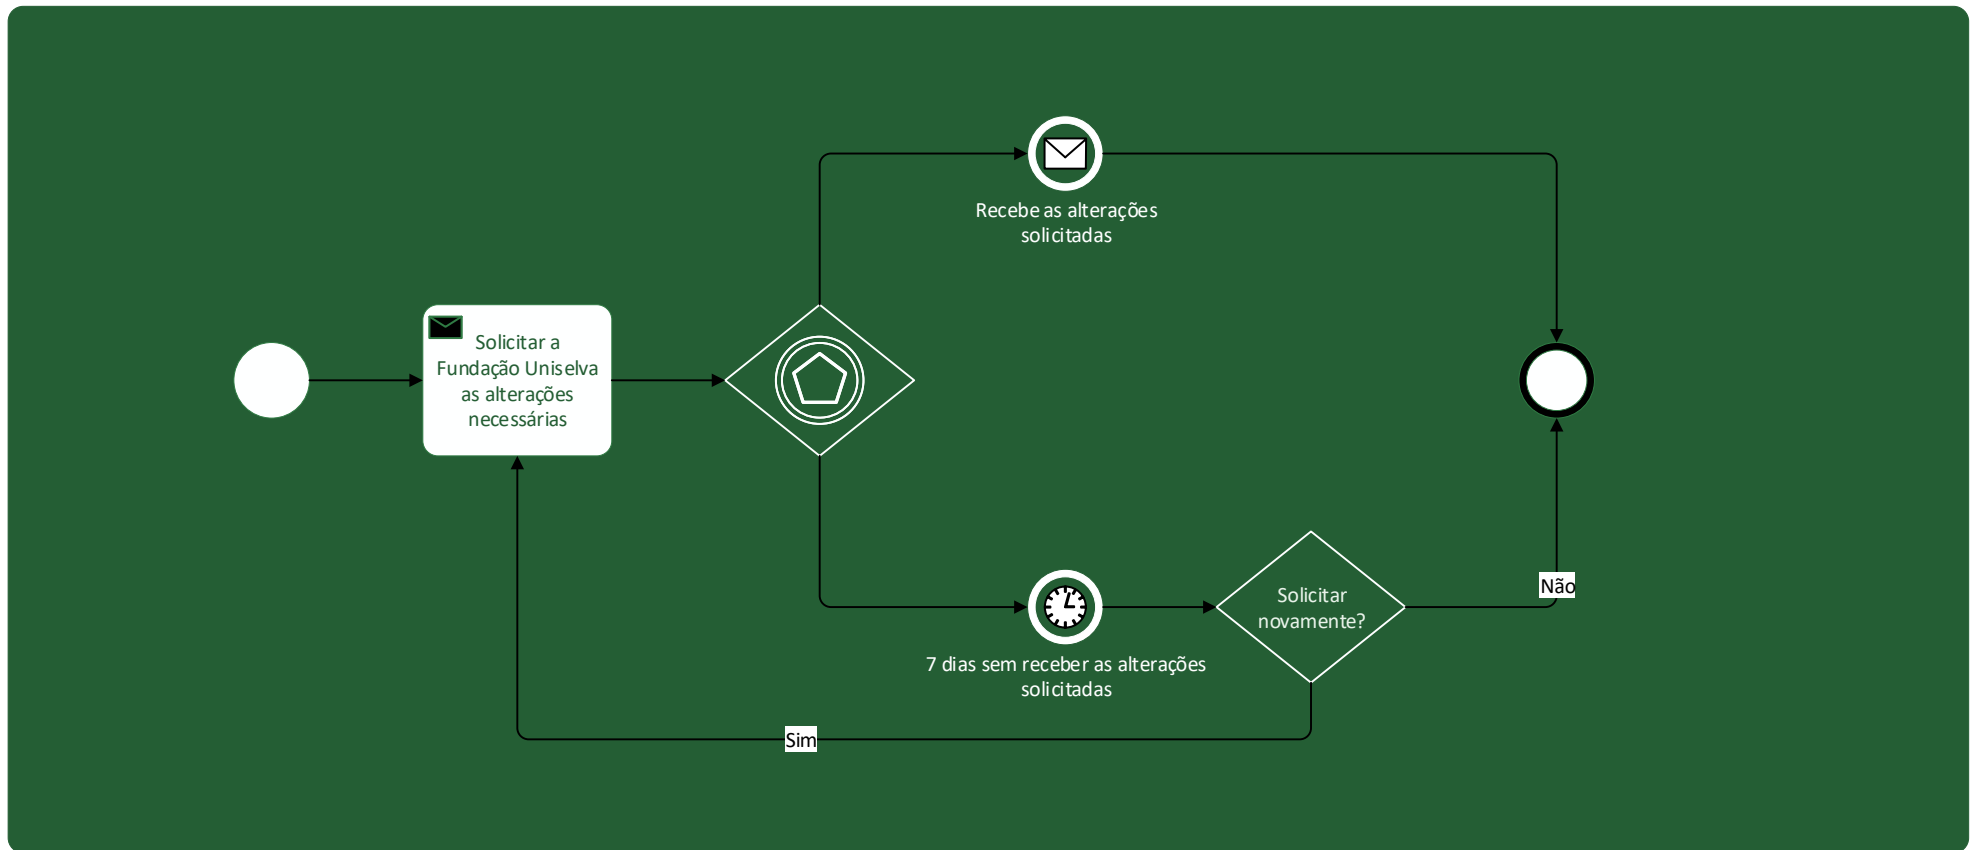 Recebe as alterações
solicitadas
Solicitar a
Fundação Uniselva
as alterações
necessárias
Solicitar
novamente?
Não
7 dias sem receber as alterações
solicitadas
Sim